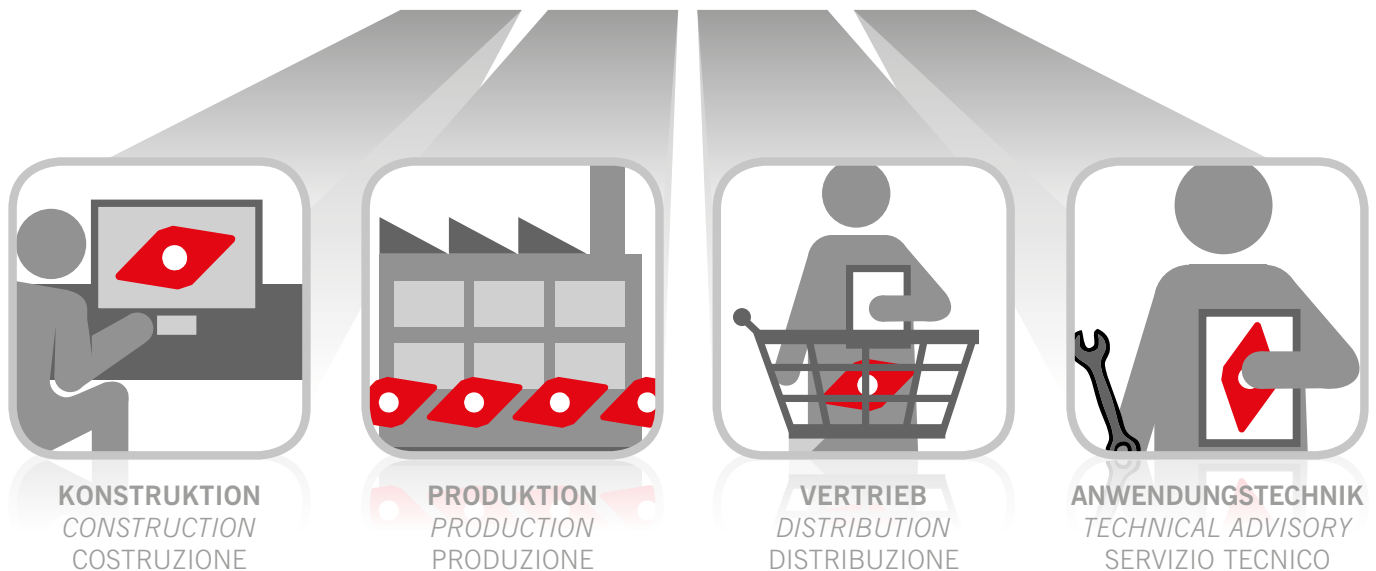 KONSTRUKTION
CONSTRUCTION
COSTRUZIONE
PRODUKTION
PRODUCTION
PRODUZIONE
VERTRIEB
DISTRIBUTION
DISTRIBUZIONE
ANWENDUNGSTECHNIK
TECHNICAL ADVISORY
SERVIZIO TECNICO